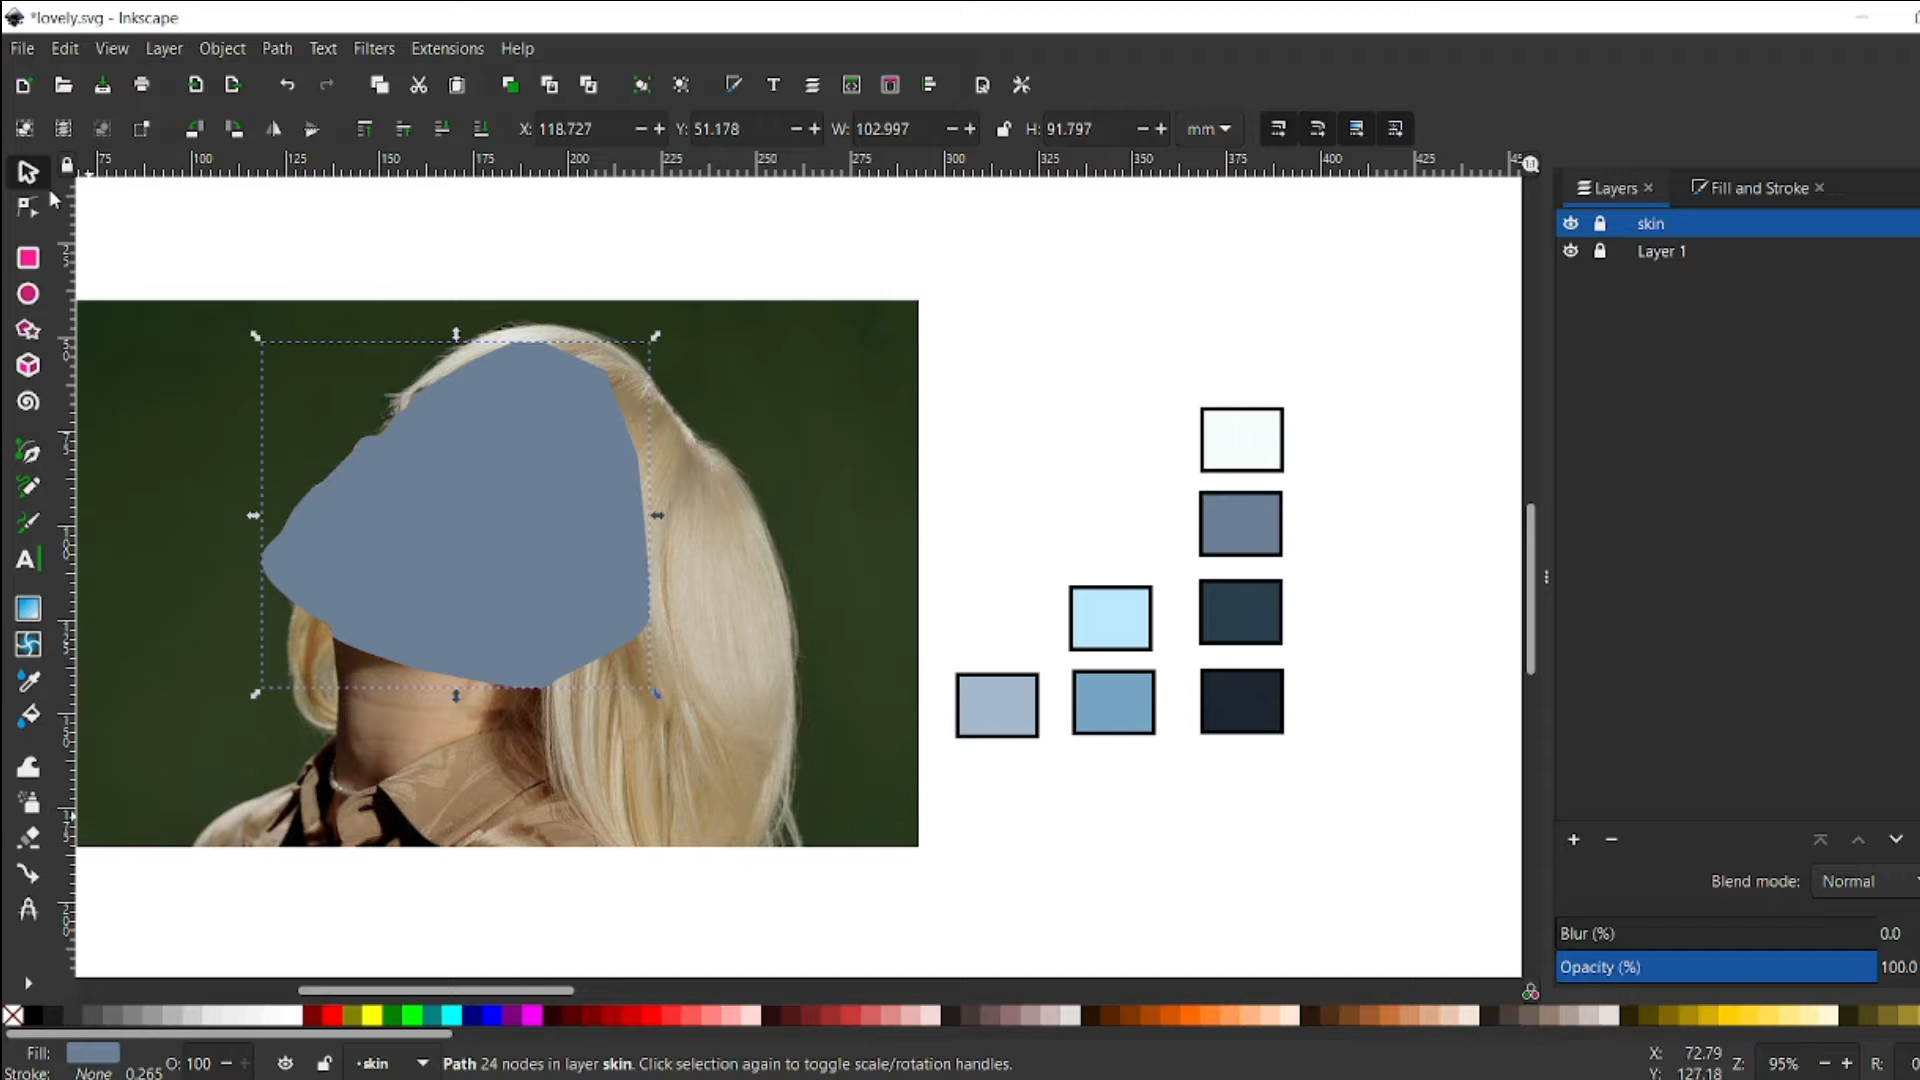 *lovely.svg - Inkscape
File Edit View Layer Object Path Text Filters Extensions Help
X: 118.727 Y: 51.178 W: 102.997 H: 91.797 mm
75 100 125 150 175 200 225 250 275 300 325 350 375 400 425
Layers Fill and Stroke
skin
Layer 1
Blend mode: Normal
Blur (%) 0.0
Opacity (%) 100.0
Fill: O: 100 •skin Path 24 nodes in layer skin. Click selection again to toggle scale/rotation handles. X: 72.79 Z: 95% R: 0
Stroke: None 0.265 Y: 127.18